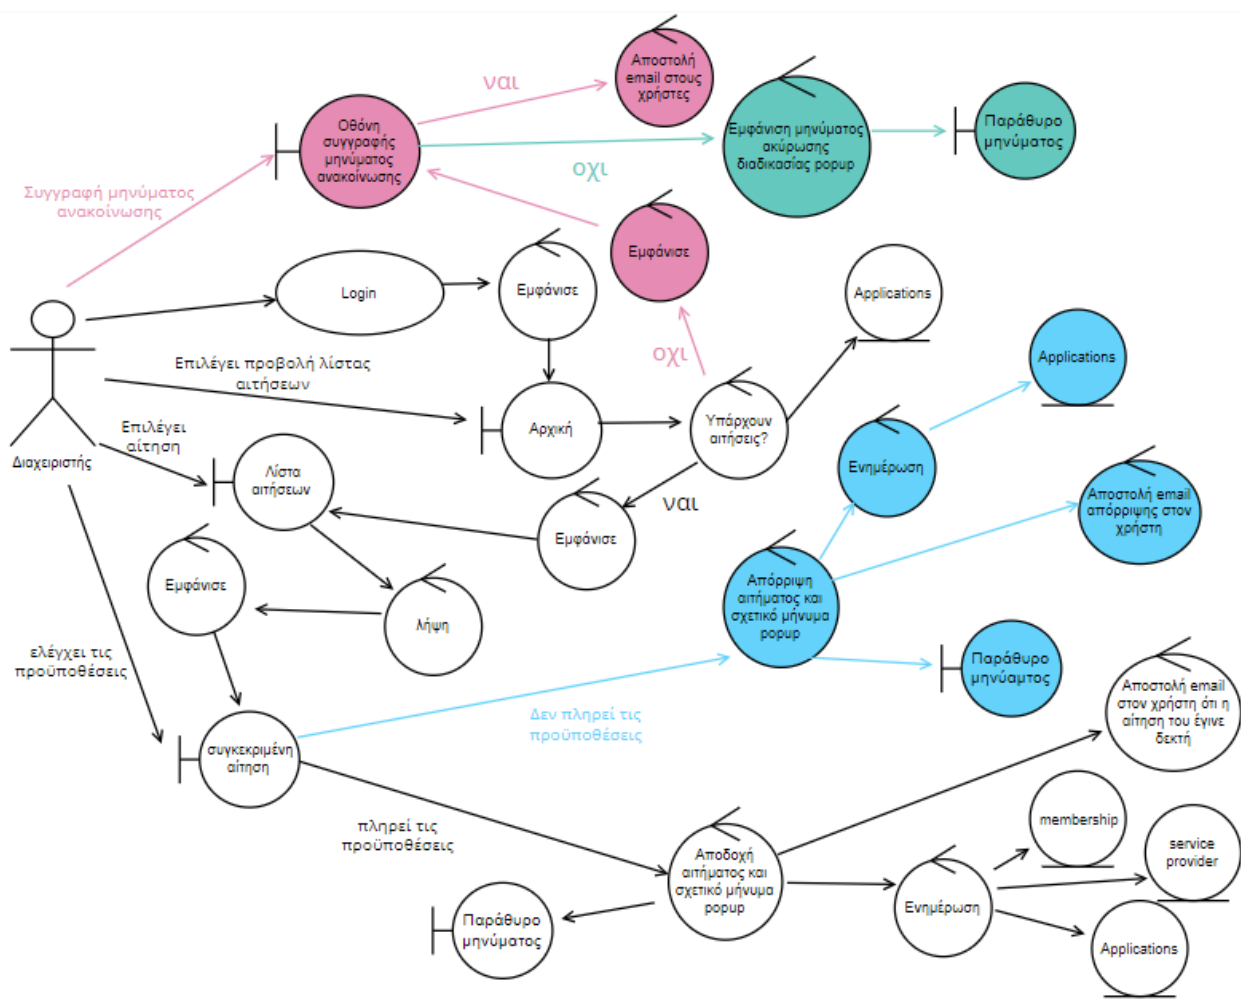 Αποστολή
email στους
χρήστες
ναι
Οθόνη
συγγραφής
μηνύματος
ανακοίνωσης
Εμφάνιση μηνύματος
ακύρωσης
διαδικασίας popup
Παράθυρο
μηνύματος
οχι
Συγγραφή μηνύματος
ανακοίνωσης
Εμφάνισε
Login
Εμφάνισε
Applications
οχι
Επιλέγει προβολή λίστας
αιτήσεων
Applications
Αρχική
Υπάρχουν
αιτήσεις?
Επιλέγει
αίτηση
Διαχειριστής
Λίστα
αιτήσεων
Ενημέρωση
ναι
Αποστολή email
απόρριψης στον
χρήστη
Εμφάνισε
Εμφάνισε
λήψη
Απόρριψη
αιτήματος και
σχετικό μήνυμα
popup
ελέγχει τις
προϋποθέσεις
Παράθυρο
μηνύαμτος
Αποστολή email
στον χρήστη ότι η
αίτηση του έγινε
δεκτή
Δεν πληρεί τις
προϋποθέσεις
συγκεκριμένη
αίτηση
πληρεί τις
προϋποθέσεις
membership
service
provider
Αποδοχή
αιτήματος και
σχετικό μήνυμα
popup
Ενημέρωση
Παράθυρο
μηνύματος
Applications